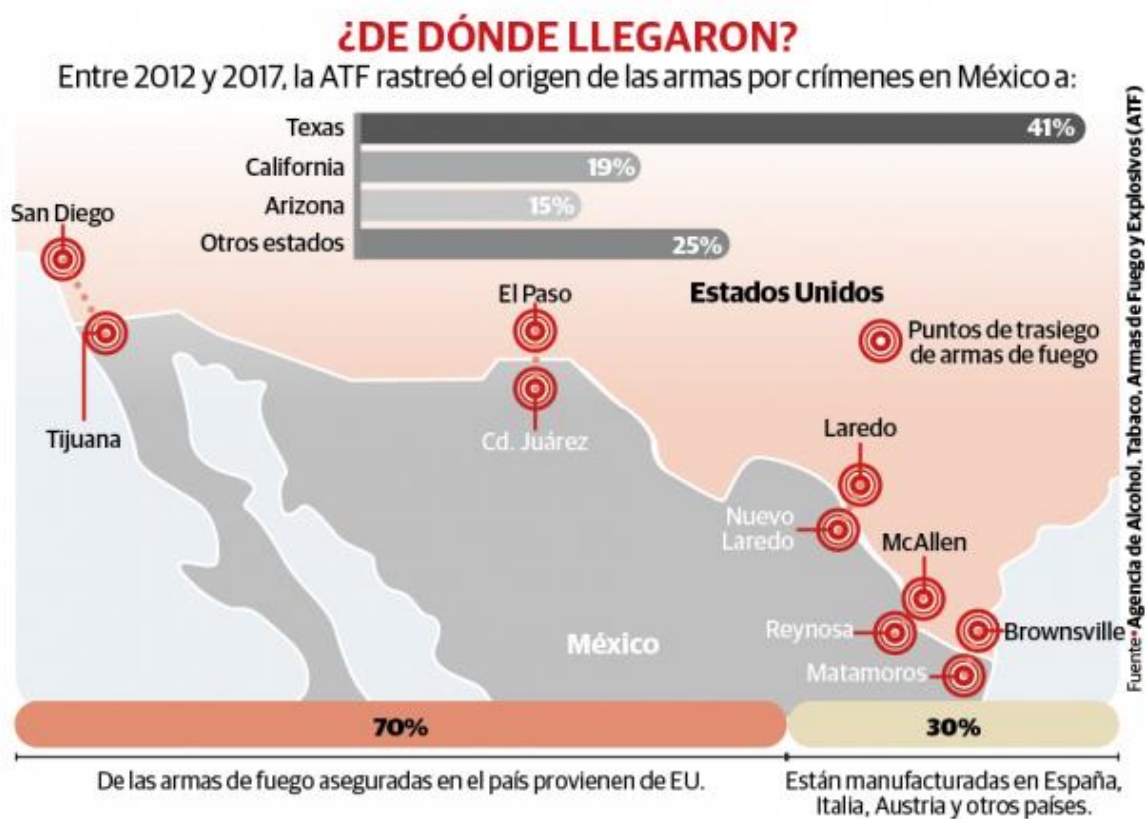 ¿DE DÓNDE LLEGARON?
Entre 2012 y 2017, la ATF rastreó el origen de las armas por crímenes en México a:
Texas 41%
California 19%
Arizona 15%
Otros estados 25%
San Diego
Tijuana
El Paso
Cd. Juárez
Estados Unidos
Puntos de trasiego
de armas de fuego
Laredo
Nuevo
Laredo
McAllen
Reynosa
Brownsville
Matamoros
México
70%
De las armas de fuego aseguradas en el país provienen de EU.
30%
Están manufacturadas en España,
Italia, Austria y otros países.
Fuente•Agencia de Alcohol, Tabaco, Armas de Fuego y Explosivos (ATF)